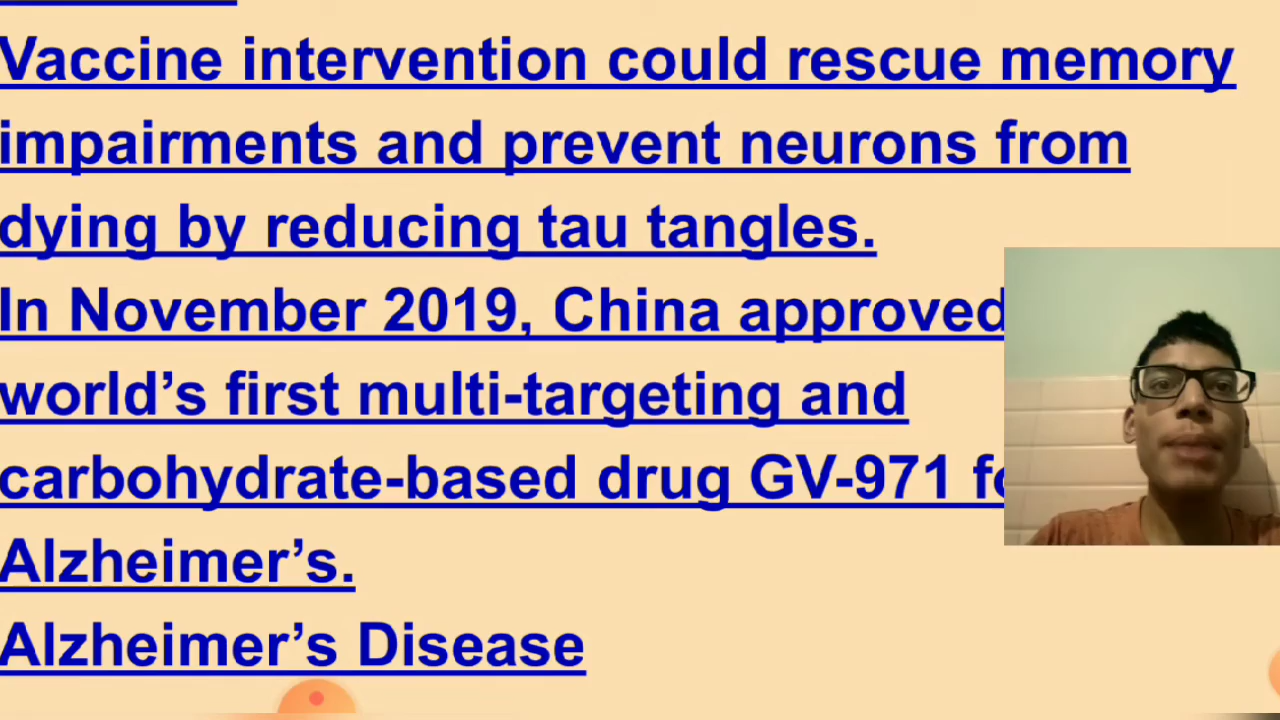 Vaccine intervention could rescue memory
impairments and prevent neurons from
dying by reducing tau tangles.
In November 2019, China approved
world’s first multi-targeting and
carbohydrate-based drug GV-971
Alzheimer’s.
Alzheimer’s Disease